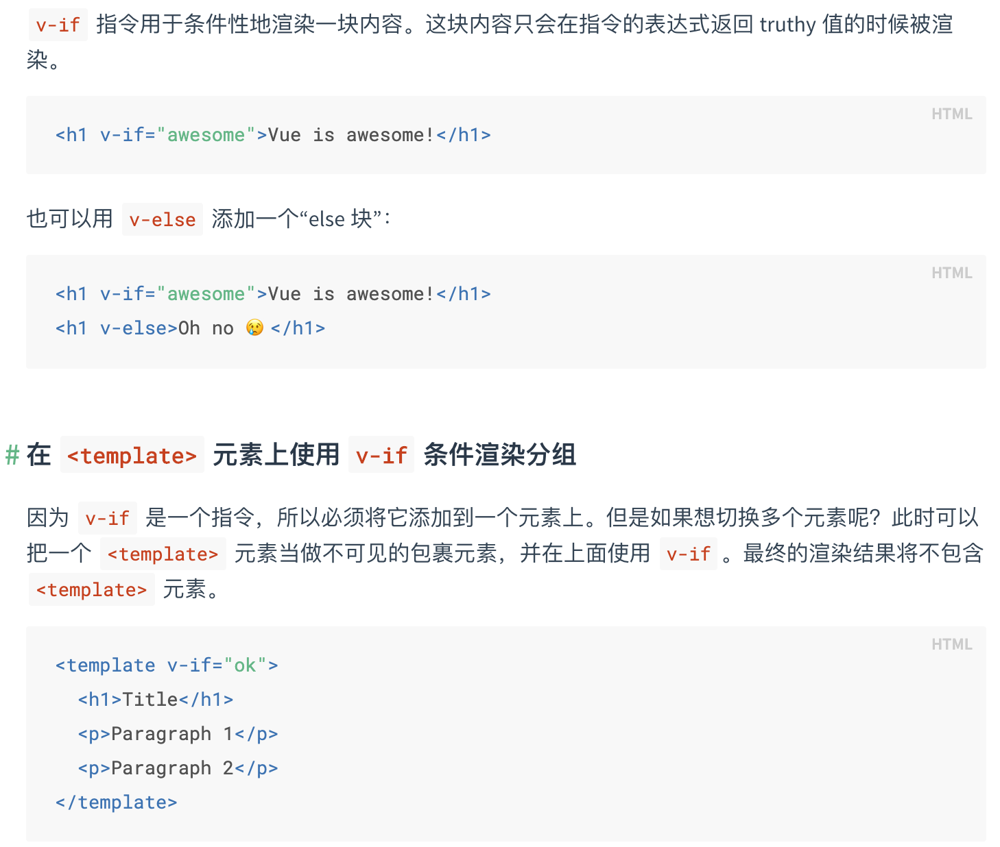 v-if 指令用于条件性地渲染一块内容。这块内容只会在指令的表达式返回 truthy 值的时候被渲
染。
HTML
<h1 v-if="awesome">Vue is awesome!</h1>
也可以用 v-else 添加一个“else 块”：
HTML
<h1 v-if="awesome">Vue is awesome!</h1>
<h1 v-else>Oh no 😢</h1>
# 在 <template> 元素上使用 v-if 条件渲染分组
因为 v-if 是一个指令，所以必须将它添加到一个元素上。但是如果想切换多个元素呢？此时可以
把一个 <template> 元素当做不可见的包裹元素，并在上面使用 v-if。最终的渲染结果将不包含
<template> 元素。
HTML
<template v-if="ok">
  <h1>Title</h1>
  <p>Paragraph 1</p>
  <p>Paragraph 2</p>
</template>